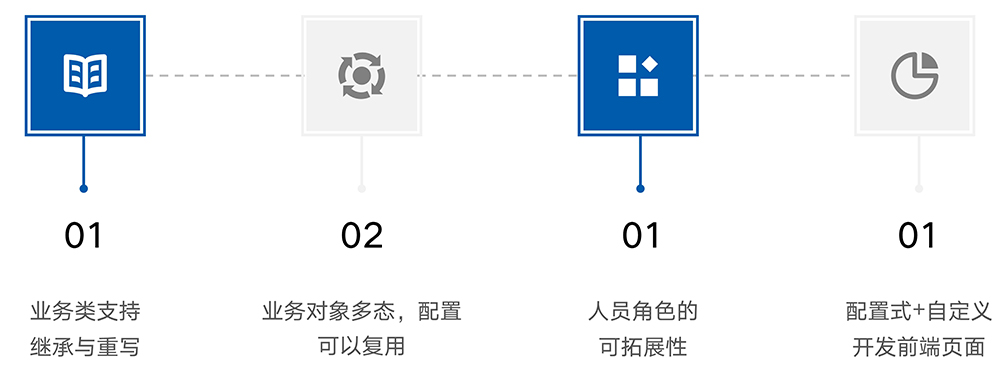 01
业务类支持
继承与重写
02
业务对象多态，配置
可以复用
01
人员角色的
可拓展性
01
配置式+自定义
开发前端页面